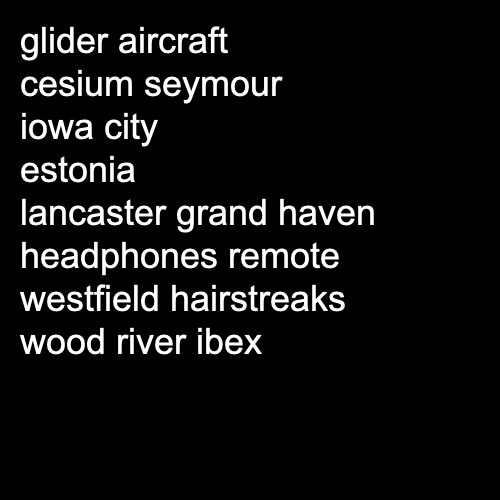 glider aircraft
cesium seymour
iowa city
estonia
lancaster grand haven
headphones remote
westfield hairstreaks
wood river ibex